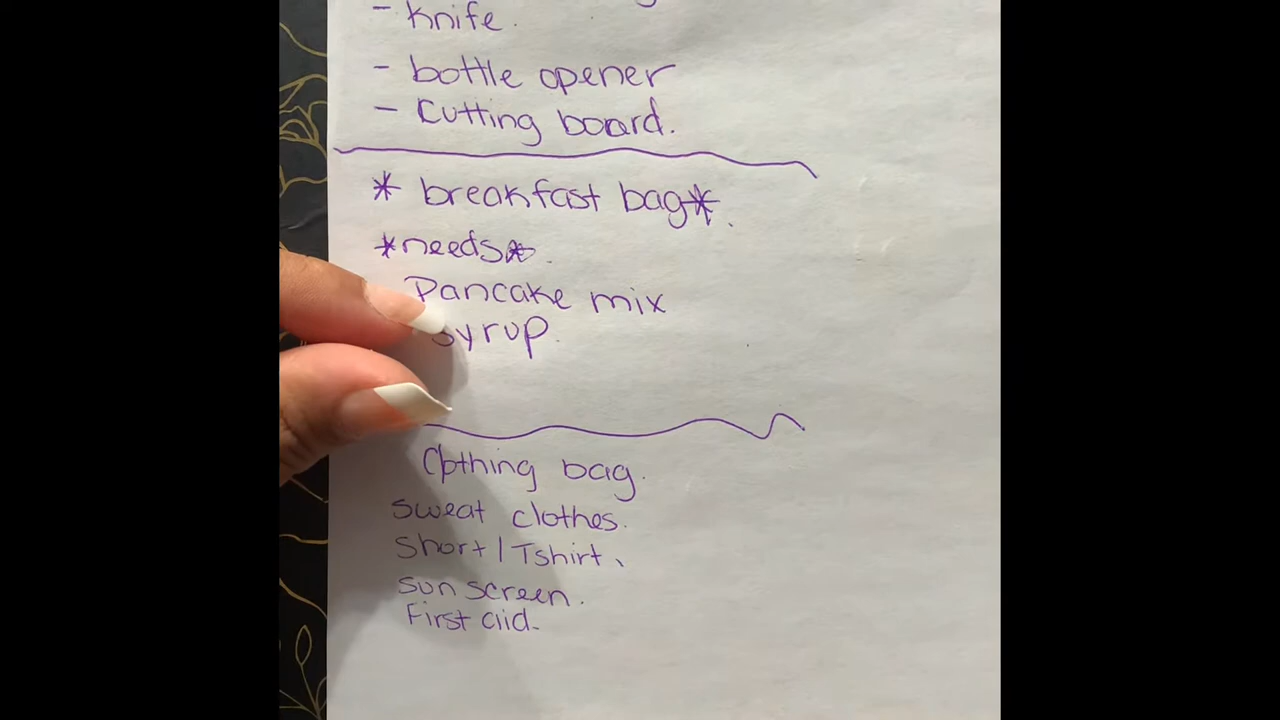 - Knife.
- bottle opener
- Cutting board.
* breakfast bag*.
*needs*.
Pancake mix
Syrup.
Clothing bag.
Sweat clothes.
Short/Tshirt.
Sun screen.
First aid.